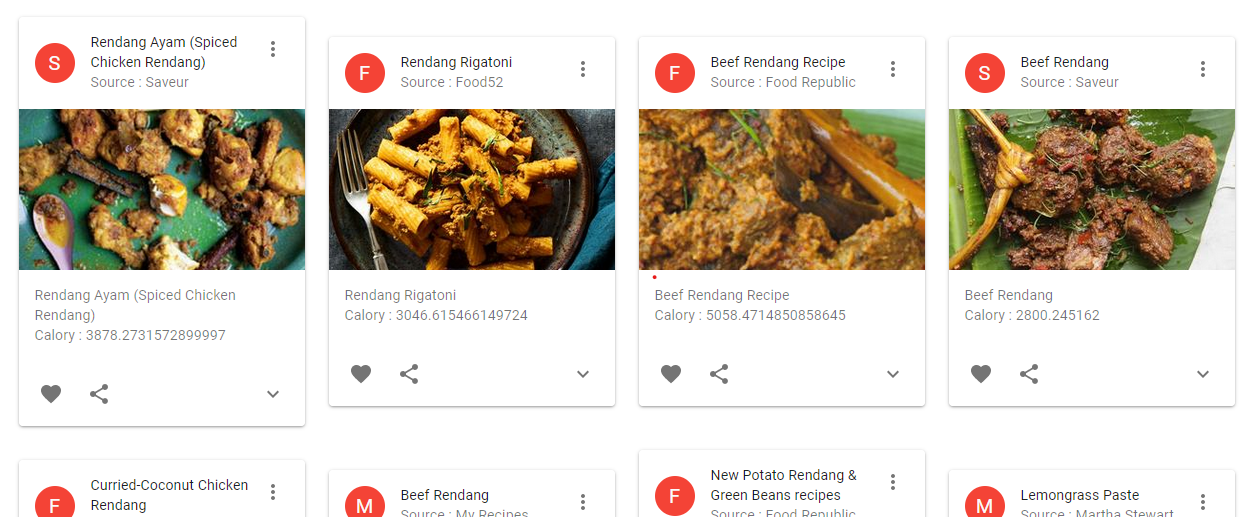 S
Rendang Ayam (Spiced
Chicken Rendang)
Source : Saveur
Rendang Ayam (Spiced Chicken
Rendang)
Calory : 3878.2731572899997
F
Rendang Rigatoni
Source : Food52
Rendang Rigatoni
Calory : 3046.615466149724
F
Beef Rendang Recipe
Source : Food Republic
Beef Rendang Recipe
Calory : 5058.4714850858645
S
Beef Rendang
Source : Saveur
Beef Rendang
Calory : 2800.245162
F
Curried-Coconut Chicken
Rendang
M
Beef Rendang
Source : My Recipes
F
New Potato Rendang &
Green Beans recipes
Source : Food Republic
M
Lemongrass Paste
Source : Martha Stewart